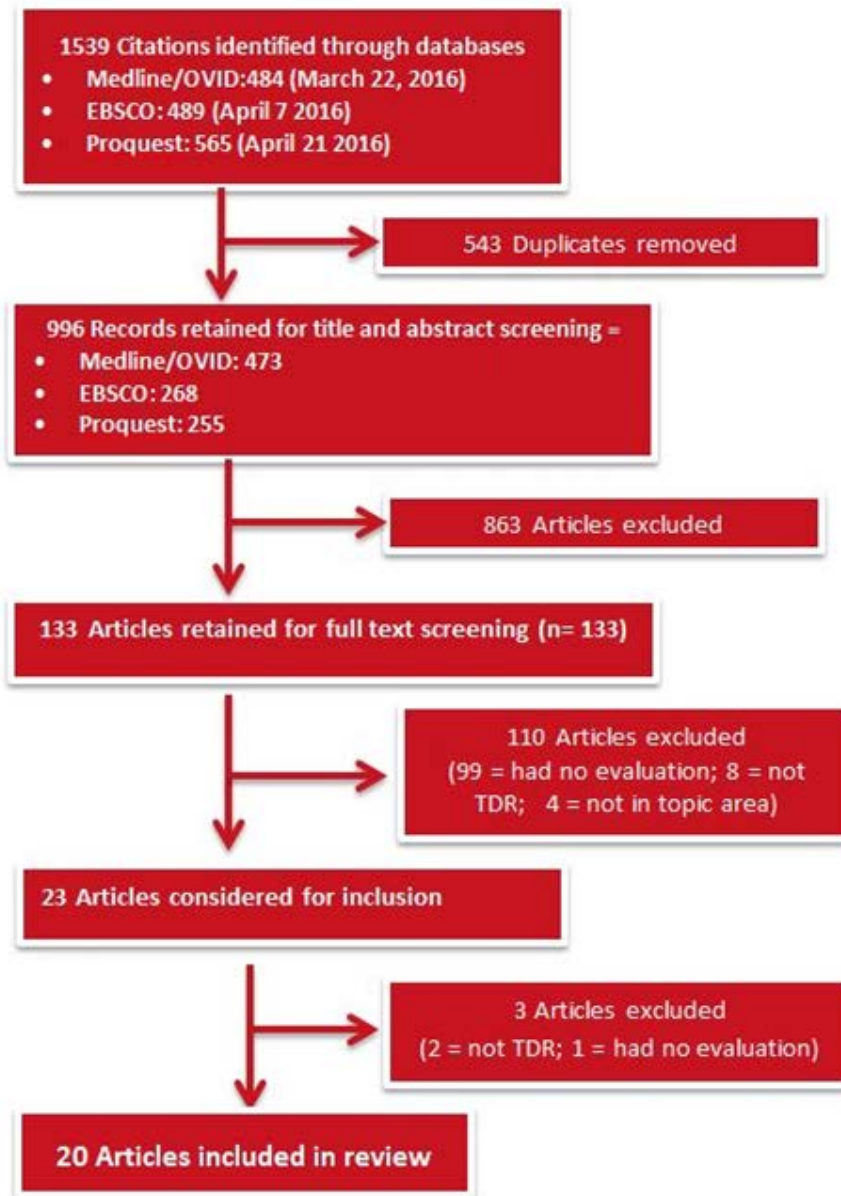 1539 Citations identified through databases
• Medline/OVID:484 (March 22, 2016)
• EBSCO: 489 (April 7 2016)
• Proquest: 565 (April 21 2016)
543 Duplicates removed
996 Records retained for title and abstract screening =
• Medline/OVID: 473
• EBSCO: 268
• Proquest: 255
863 Articles excluded
133 Articles retained for full text screening (n= 133)
110 Articles excluded
(99 = had no evaluation; 8 = not
TDR; 4 = not in topic area)
23 Articles considered for inclusion
3 Articles excluded
(2 = not TDR; 1 = had no evaluation)
20 Articles included in review